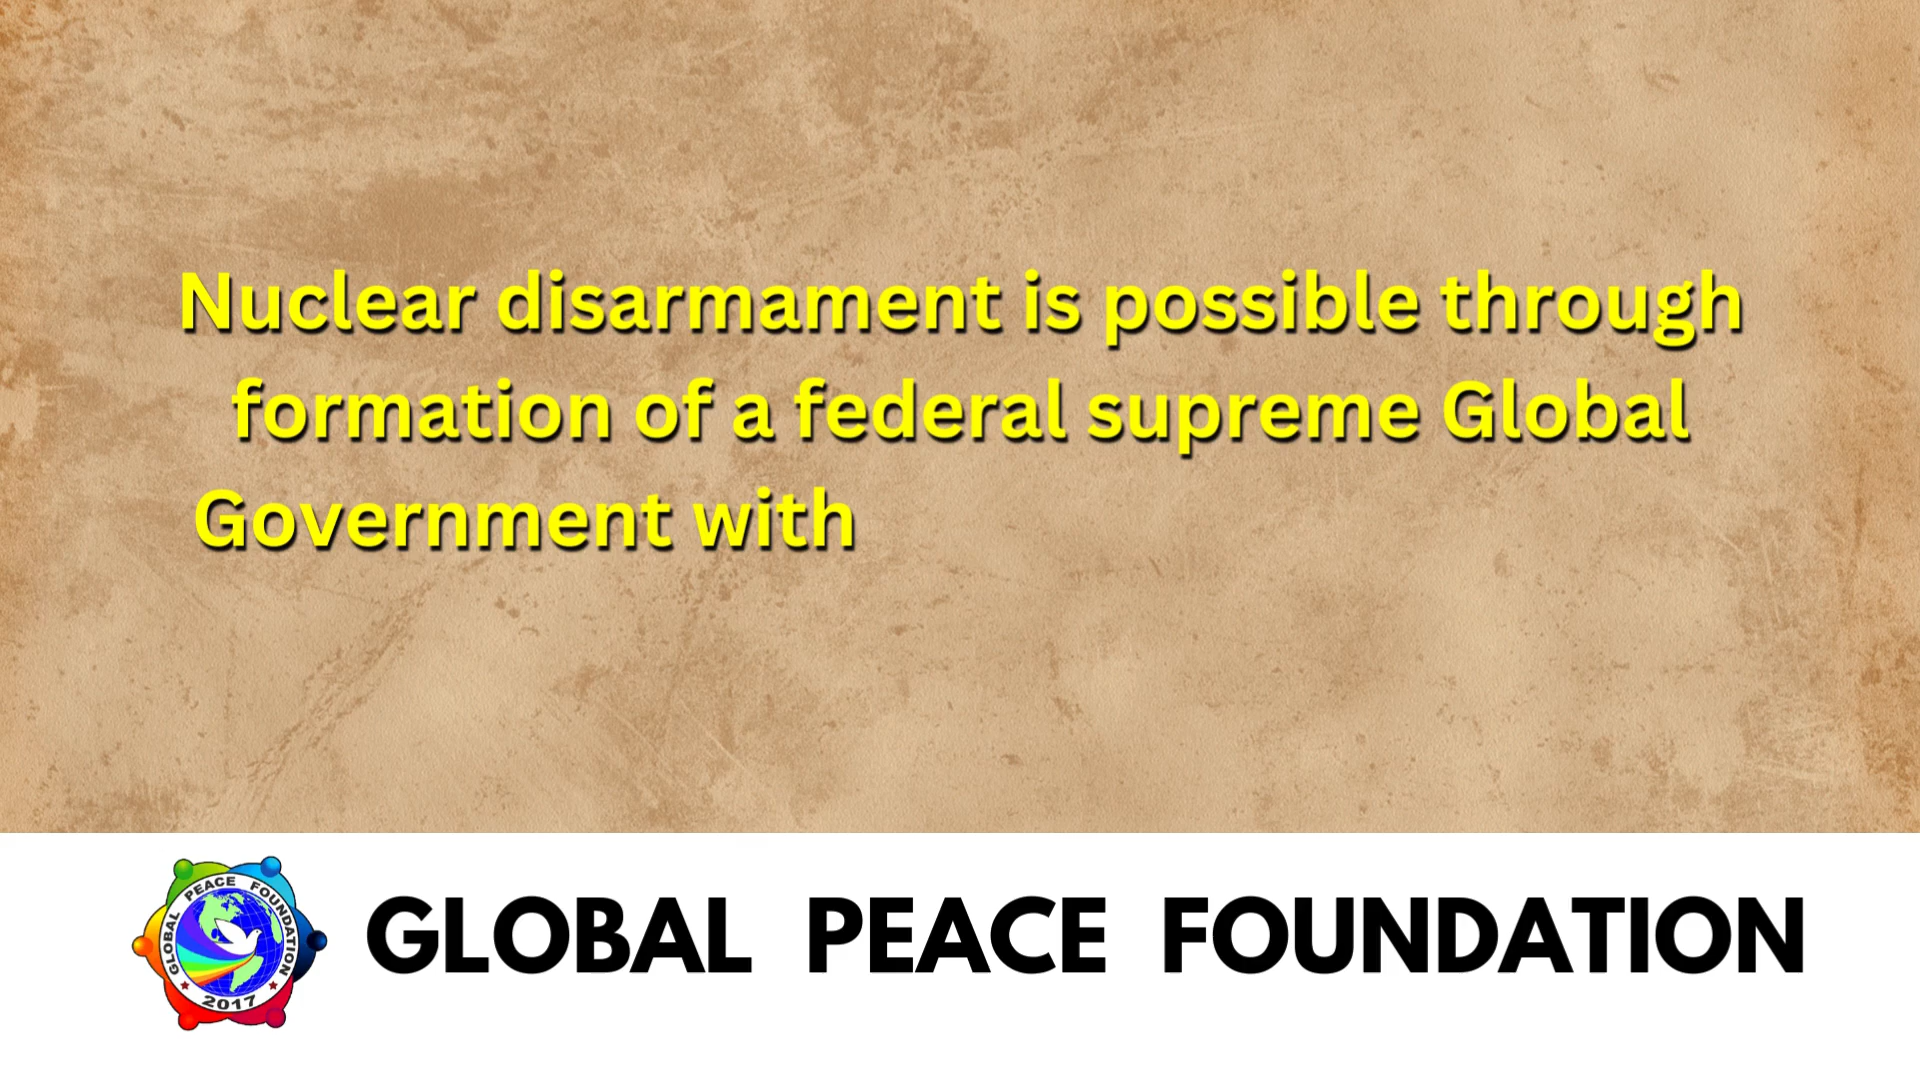 Nuclear disarmament is possible through
formation of a federal supreme Global
Government with
GLOBAL PEACE FOUNDATION
2017
GLOBAL PEACE FOUNDATION